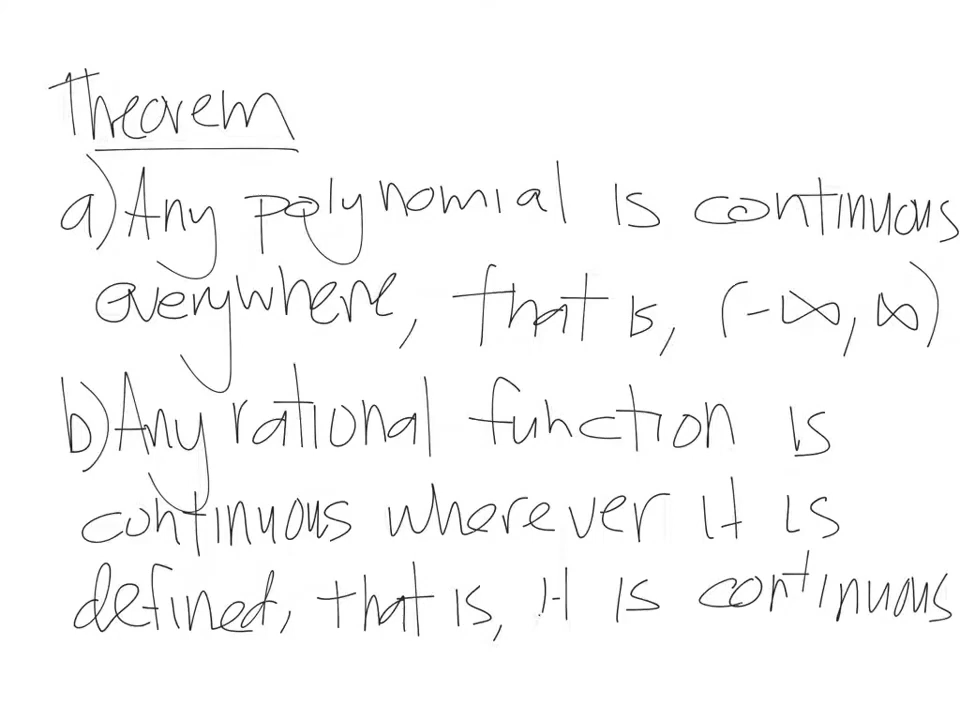 Theorem
a) Any polynomial is continuous
everywhere, that is, (-∞, ∞)
b) Any rational function is
continuous wherever it is
defined, that is, it is continuous